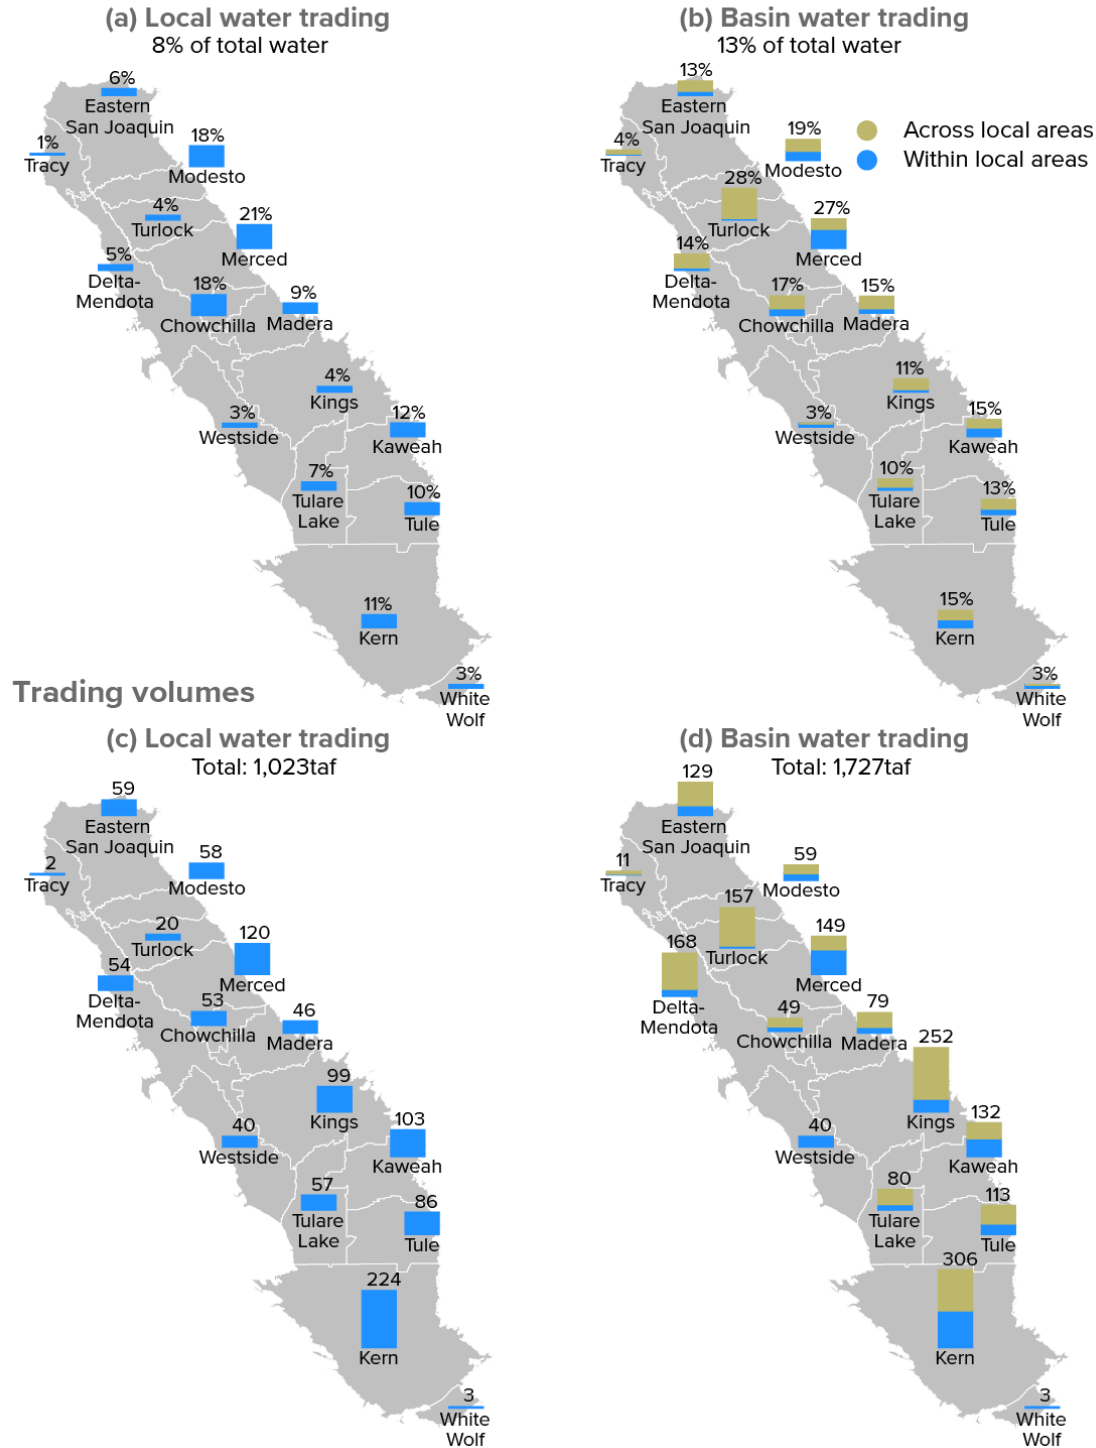 (a) Local water trading
8% of total water
6%
Eastern
San Joaquin
1%
Tracy
18%
Modesto
4%
Turlock
21%
Merced
5%
Delta-
Mendota
18%
Chowchilla
9%
Madera
4%
Kings
3%
Westside
12%
Kaweah
7%
Tulare
Lake
10%
Tule
11%
Kern
3%
White
Wolf
(b) Basin water trading
13% of total water
13%
Eastern
San Joaquin
4%
Tracy
19%
Modesto
Across local areas
Within local areas
28%
Turlock
27%
Merced
14%
Delta-
Mendota
17%
Chowchilla
15%
Madera
11%
Kings
3%
Westside
15%
Kaweah
10%
Tulare
Lake
13%
Tule
15%
Kern
3%
White
Wolf
Trading volumes
(c) Local water trading
Total: 1,023taf
59
Eastern
San Joaquin
2
Tracy
58
Modesto
20
Turlock
120
Merced
54
Delta-
Mendota
53
Chowchilla
46
Madera
99
Kings
40
Westside
103
Kaweah
57
Tulare
Lake
86
Tule
224
Kern
3
White
Wolf
(d) Basin water trading
Total: 1,727taf
129
Eastern
San Joaquin
11
Tracy
59
Modesto
157
Turlock
149
Merced
168
Delta-
Mendota
49
Chowchilla
79
Madera
252
Kings
40
Westside
132
Kaweah
80
Tulare
Lake
113
Tule
306
Kern
3
White
Wolf